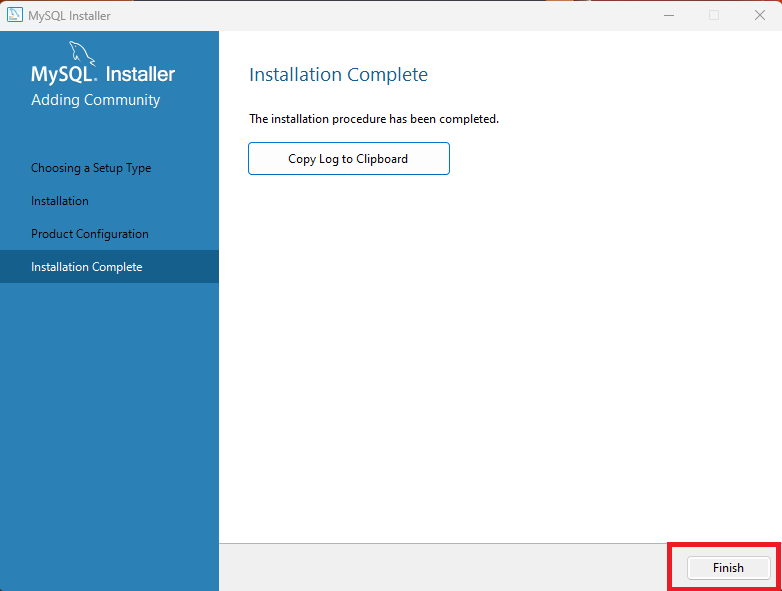 MySQL Installer
MySQL. Installer
Adding Community
Choosing a Setup Type
Installation
Product Configuration
Installation Complete
Installation Complete
The installation procedure has been completed.
Copy Log to Clipboard
Finish